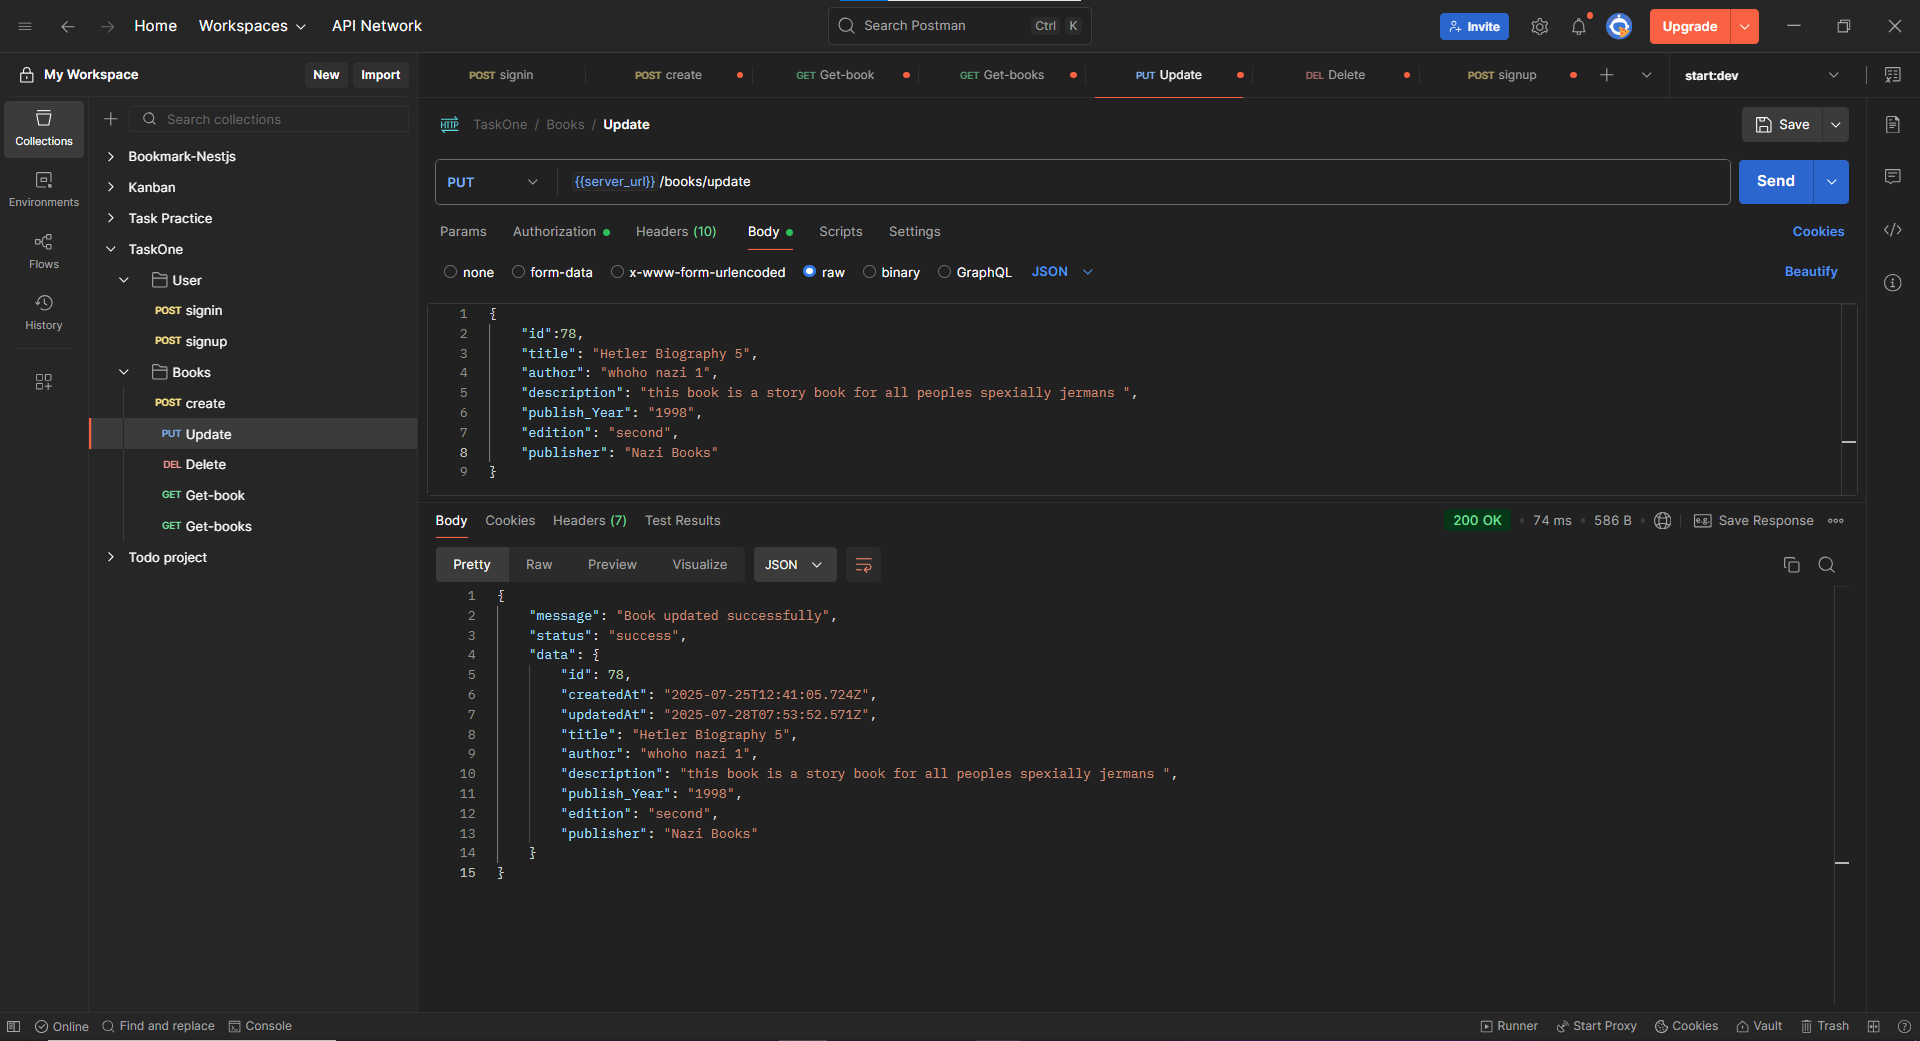 Home Workspaces API Network Search Postman Ctrl K Invite Upgrade
My Workspace New Import POST signin POST create GET Get-book GET Get-books PUT Update DEL Delete POST signup start:dev
Collections
Environments
Flows
History
Search collections
Bookmark-Nestjs
Kanban
Task Practice
TaskOne
User
POST signin
POST signup
Books
POST create
PUT Update
DEL Delete
GET Get-book
GET Get-books
Todo project
HTTP TaskOne / Books / Update Save
PUT {{server_url}} /books/update Send
Params Authorization Headers (10) Body Scripts Settings Cookies
none form-data x-www-form-urlencoded raw binary GraphQL JSON Beautify
1 {
2 "id":78,
3 "title": "Hetler Biography 5",
4 "author": "whoho nazi 1",
5 "description": "this book is a story book for all peoples spexially jermans ",
6 "publish_Year": "1998",
7 "edition": "second",
8 "publisher": "Nazi Books"
9 }
Body Cookies Headers (7) Test Results 200 OK 74 ms 586 B e.g. Save Response
Pretty Raw Preview Visualize JSON
1 {
2 "message": "Book updated successfully",
3 "status": "success",
4 "data": {
5 "id": 78,
6 "createdAt": "2025-07-25T12:41:05.724Z",
7 "updatedAt": "2025-07-28T07:53:52.571Z",
8 "title": "Hetler Biography 5",
9 "author": "whoho nazi 1",
10 "description": "this book is a story book for all peoples spexially jermans ",
11 "publish_Year": "1998",
12 "edition": "second",
13 "publisher": "Nazi Books"
14 }
15 }
Online Find and replace Console Runner Start Proxy Cookies Vault Trash